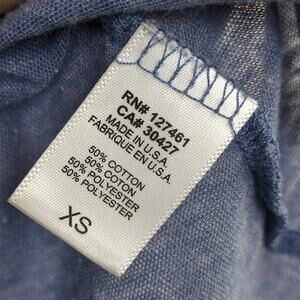 RN# 127461
CA# 30427
MADE IN U.S.A.
FABRIQUE EN U.S.A.
50% COTTON
50% COTON
50% POLYESTER
50% POLYESTER
XS